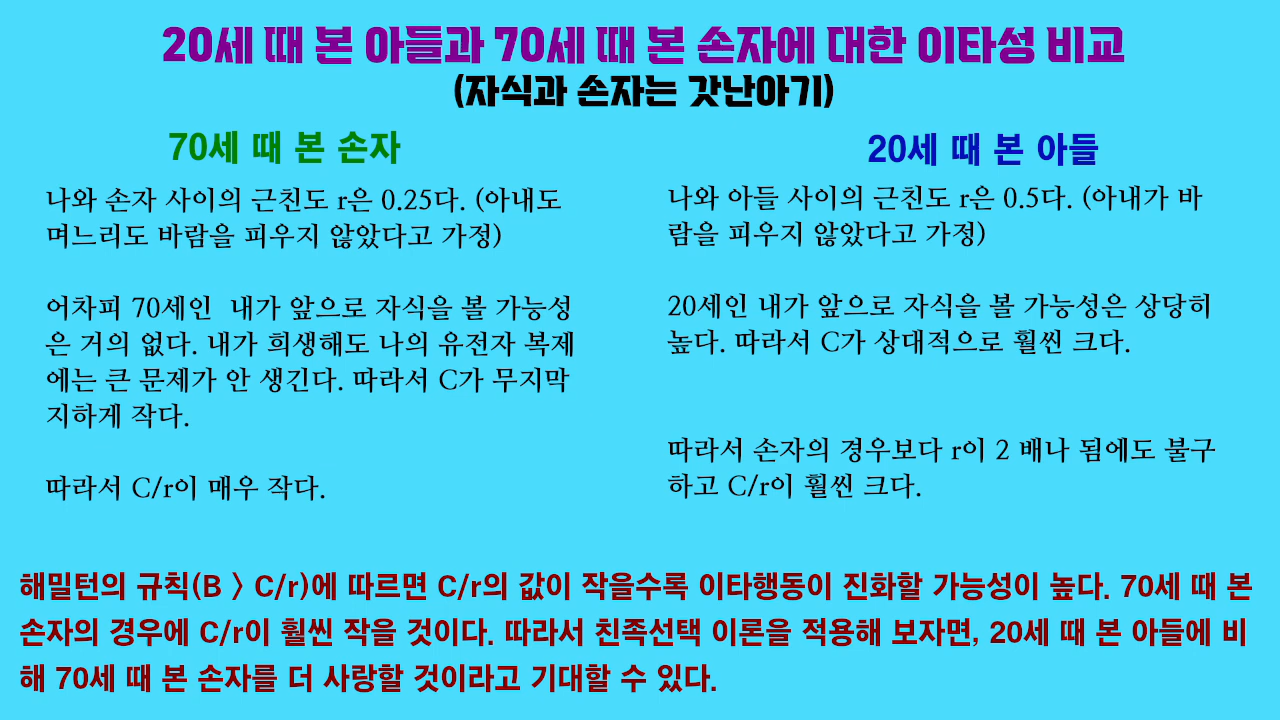 20세 때 본 아들과 70세 때 본 손자에 대한 이타성 비교
(자식과 손자는 갓난아기)
70세 때 본 손자
나와 손자 사이의 근친도 r은 0.25다. (아내도
며느리도 바람을 피우지 않았다고 가정)
어차피 70세인 내가 앞으로 자식을 볼 가능성
은 거의 없다. 내가 희생해도 나의 유전자 복제
에는 큰 문제가 안 생긴다. 따라서 C가 무지막
지하게 작다.
따라서 C/r이 매우 작다.
20세 때 본 아들
나와 아들 사이의 근친도 r은 0.5다. (아내가 바
람을 피우지 않았다고 가정)
20세인 내가 앞으로 자식을 볼 가능성은 상당히
높다. 따라서 C가 상대적으로 훨씬 크다.
따라서 손자의 경우보다 r이 2 배나 됨에도 불구
하고 C/r이 훨씬 크다.
해밀턴의 규칙(B > C/r)에 따르면 C/r의 값이 작을수록 이타행동이 진화할 가능성이 높다. 70세 때 본
손자의 경우에 C/r이 훨씬 작을 것이다. 따라서 친족선택 이론을 적용해 보자면, 20세 때 본 아들에 비
해 70세 때 본 손자를 더 사랑할 것이라고 기대할 수 있다.